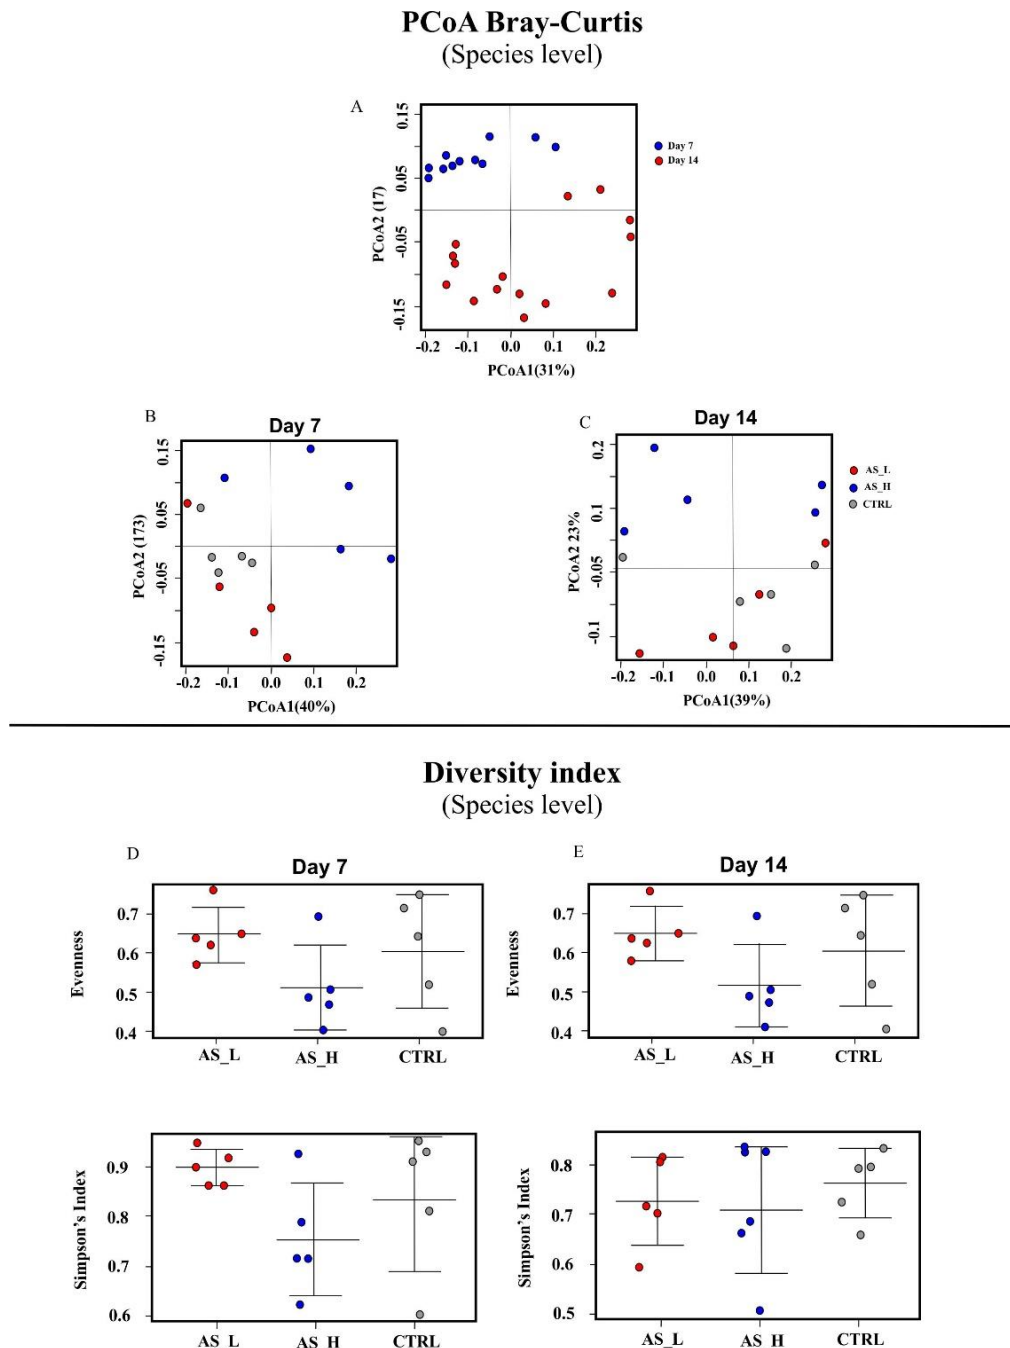 PCoA Bray-Curtis
(Species level)
A
0.15
0.05
-0.05
-0.15
PCoA2 (17)
-0.2 -0.1 0.0 0.1 0.2
PCoA1(31%)
Day 7
Day 14
B
Day 7
0.15
0.05
-0.05
-0.15
PCoA2 (173)
-0.2 -0.1 0.0 0.1 0.2
PCoA1(40%)
C
Day 14
0.2
0.1
-0.05
-0.1
PCoA2 23%
-0.2 -0.1 0.0 0.1 0.2
PCoA1(39%)
AS_L
AS_H
CTRL
Diversity index
(Species level)
D
Day 7
Evenness
0.7
0.6
0.5
0.4
AS_L AS_H CTRL
E
Day 14
Evenness
0.7
0.6
0.5
0.4
AS_L AS_H CTRL
Simpson's Index
0.9
0.8
0.7
0.6
AS_L AS_H CTRL
Simpson's Index
0.8
0.7
0.6
0.5
AS_L AS_H CTRL